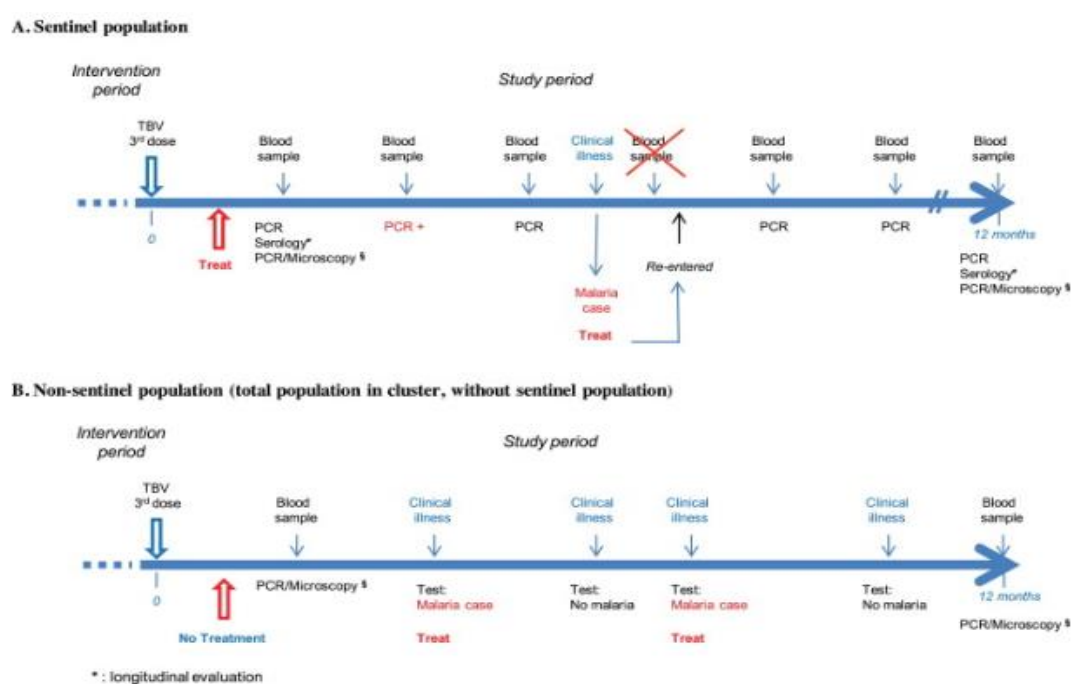 A. Sentinel population
Intervention
period
Study period
TBV
3rd dose
Blood
sample
Blood
sample
Blood
sample
Clinical
illness
Blood
sample
Blood
sample
Blood
sample
Blood
sample
0
Treat
PCR
Serology*
PCR/Microscopy §
PCR +
PCR
Re-entered
PCR
PCR
12 months
PCR
Serology*
PCR/Microscopy §
Malaria
case
Treat
B. Non-sentinel population (total population in cluster, without sentinel population)
Intervention
period
Study period
TBV
3rd dose
Blood
sample
Clinical
illness
Clinical
illness
Clinical
illness
Clinical
illness
Blood
sample
0
No Treatment
PCR/Microscopy §
Test:
Malaria case
Treat
Test:
No malaria
Test:
Malaria case
Treat
Test:
No malaria
12 months
PCR/Microscopy §
* : longitudinal evaluation